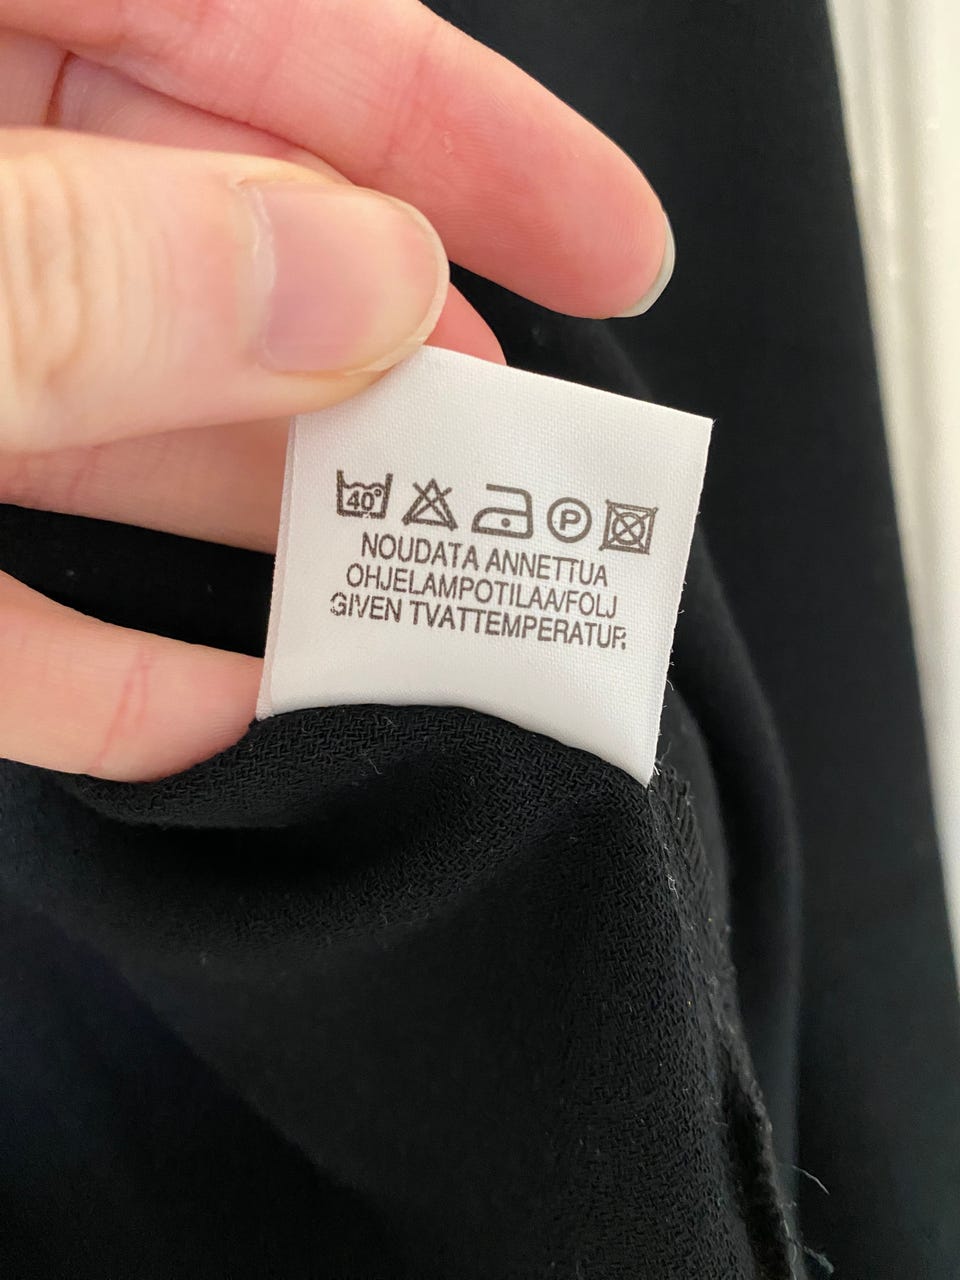 40°
P
NOUDATA ANNETTUA
OHJELAMPOTILAA/FOLJ
GIVEN TVATTEMPERATUR